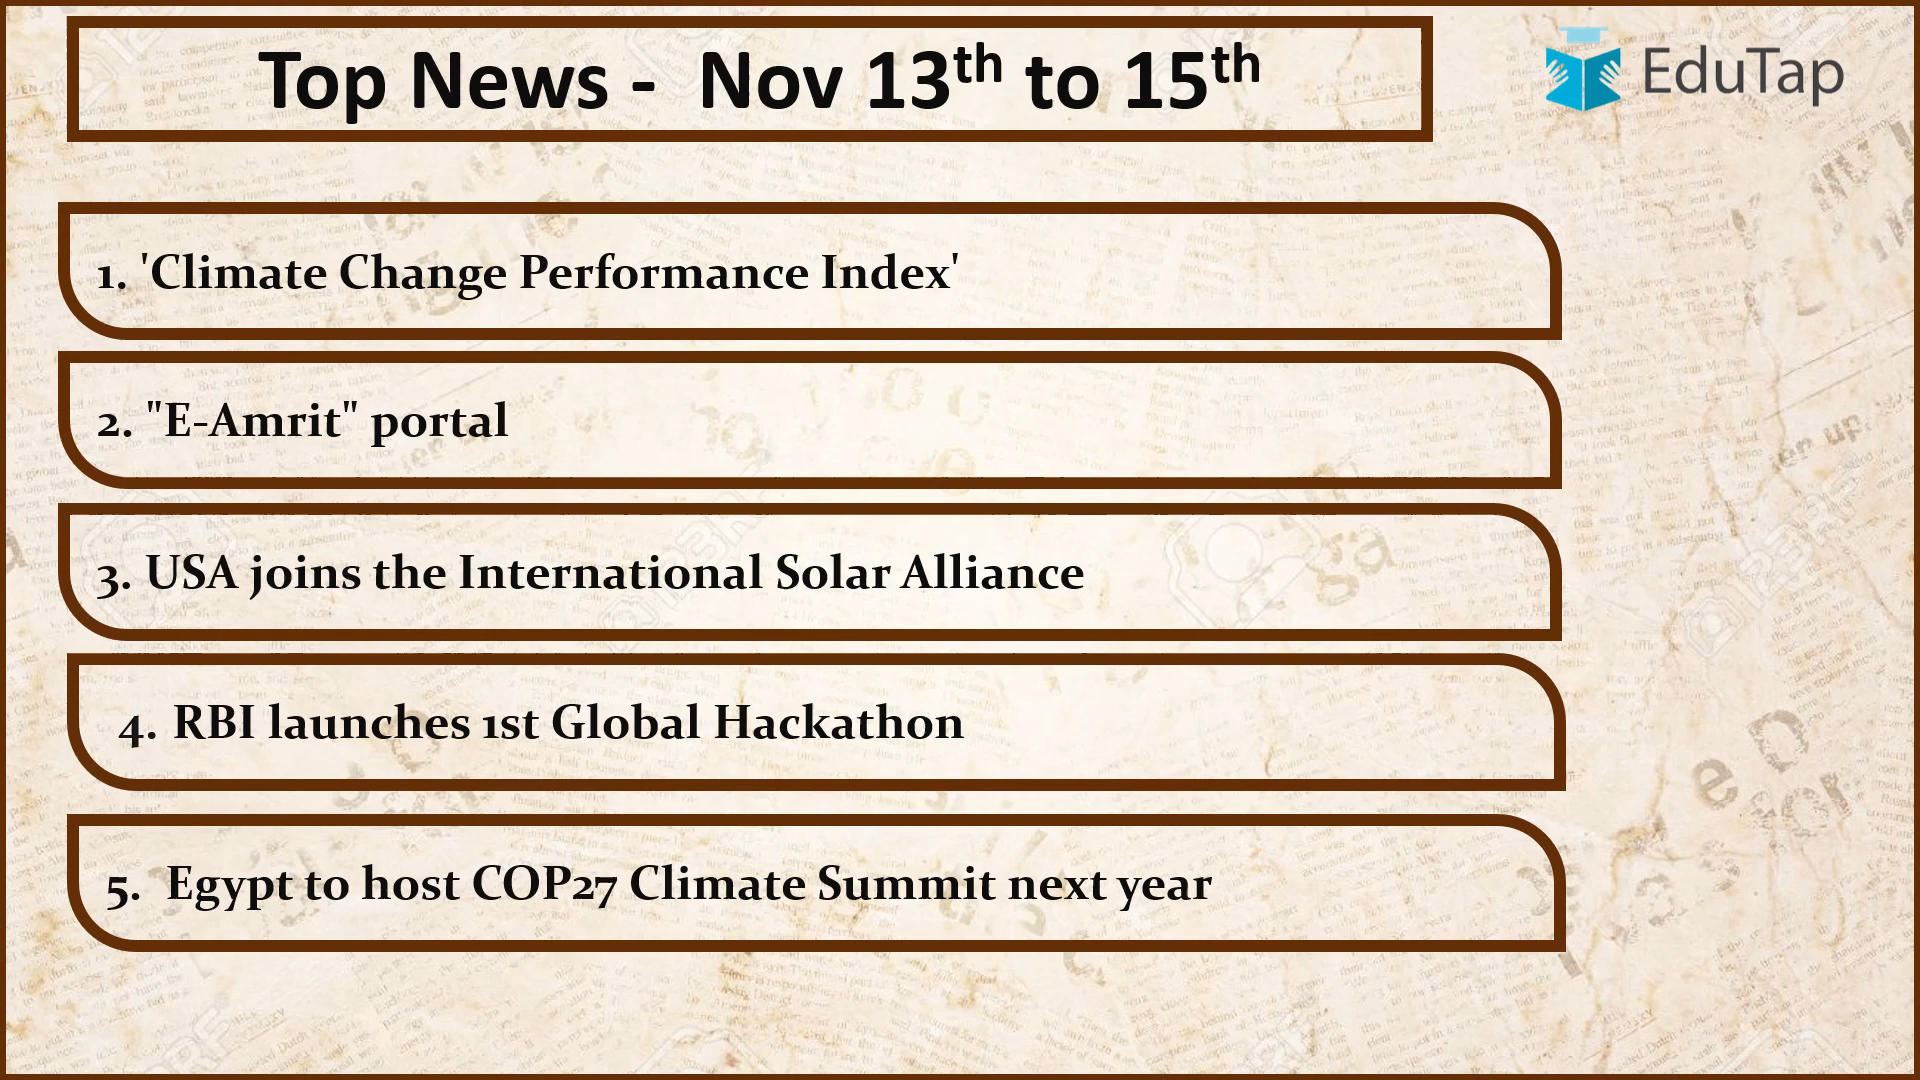 Top News - Nov 13th to 15th
EduTap
1. 'Climate Change Performance Index'
2. "E-Amrit" portal
3. USA joins the International Solar Alliance
4. RBI launches 1st Global Hackathon
5. Egypt to host COP27 Climate Summit next year